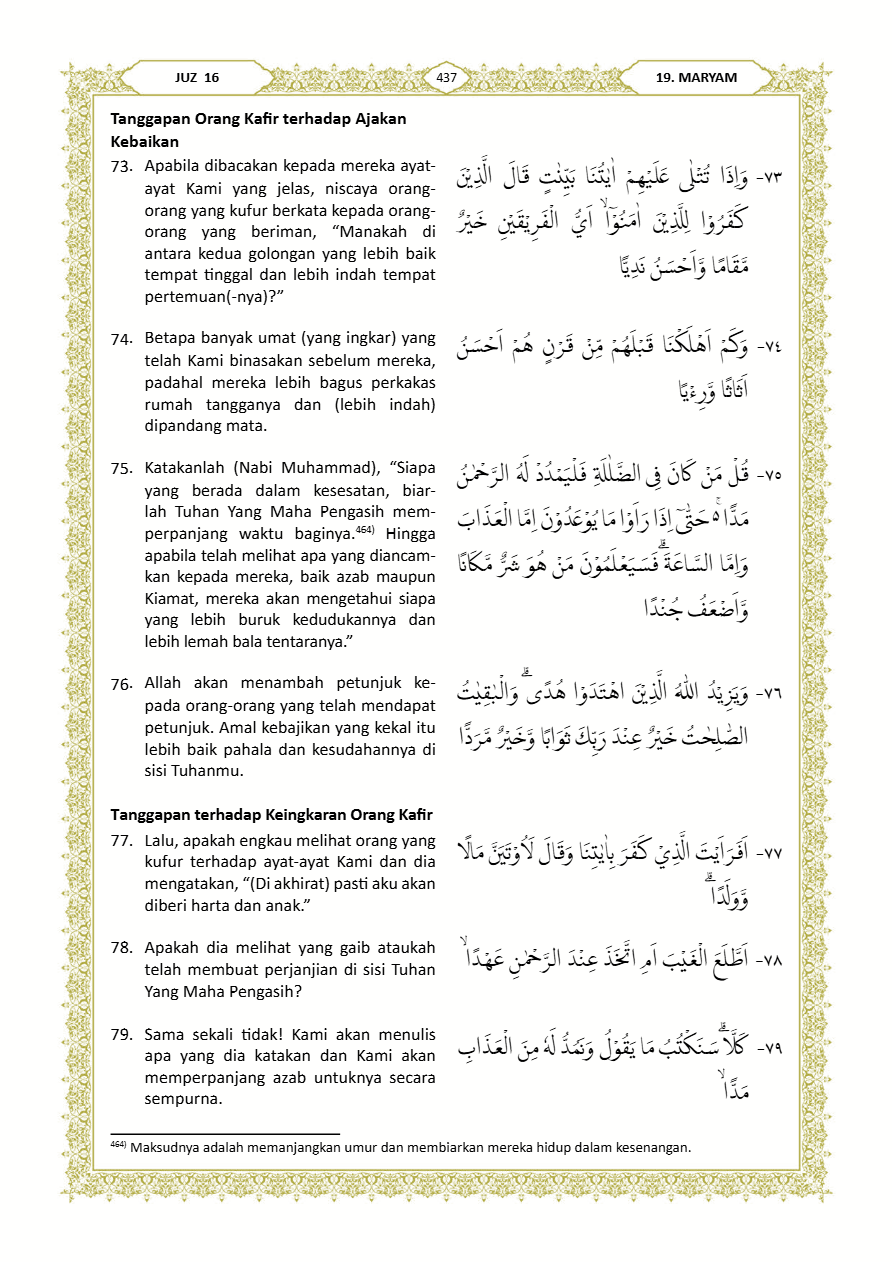 JUZ 16
437
19. MARYAM
Tanggapan Orang Kafir terhadap Ajakan
Kebaikan
73. Apabila dibacakan kepada mereka ayat-
ayat Kami yang jelas, niscaya orang-
orang yang kufur berkata kepada orang-
orang yang beriman, “Manakah di
antara kedua golongan yang lebih baik
tempat tinggal dan lebih indah tempat
pertemuan(-nya)?”
٧٣- وَاِذَا تُتْلٰى عَلَيْهِمْ اٰيٰتُنَا بَيِّنٰتٍ قَالَ الَّذِيْنَ
كَفَرُوْا لِلَّذِيْنَ اٰمَنُوْٓاۙ اَيُّ الْفَرِيْقَيْنِ خَيْرٌ
مَّقَامًا وَّاَحْسَنُ نَدِيًّا
74. Betapa banyak umat (yang ingkar) yang
telah Kami binasakan sebelum mereka,
padahal mereka lebih bagus perkakas
rumah tangganya dan (lebih indah)
dipandang mata.
٧٤- وَكَمْ اَهْلَكْنَا قَبْلَهُمْ مِّنْ قَرْنٍ هُمْ اَحْسَنُ
اَثَاثًا وَّرِءْيًا
75. Katakanlah (Nabi Muhammad), “Siapa
yang berada dalam kesesatan, biar-
lah Tuhan Yang Maha Pengasih mem-
perpanjang waktu baginya.⁴⁶⁴⁾ Hingga
apabila telah melihat apa yang diancam-
kan kepada mereka, baik azab maupun
Kiamat, mereka akan mengetahui siapa
yang lebih buruk kedudukannya dan
lebih lemah bala tentaranya.”
٧٥- قُلْ مَنْ كَانَ فِى الضَّلٰلَةِ فَلْيَمْدُدْ لَهُ الرَّحْمٰنُ
مَدًّا ەۚ حَتّٰىٓ اِذَا رَاَوْا مَا يُوْعَدُوْنَ اِمَّا الْعَذَابَ
وَاِمَّا السَّاعَةَۗ فَسَيَعْلَمُوْنَ مَنْ هُوَ شَرٌّ مَّكَانًا
وَّاَضْعَفُ جُنْدًا
76. Allah akan menambah petunjuk ke-
pada orang-orang yang telah mendapat
petunjuk. Amal kebajikan yang kekal itu
lebih baik pahala dan kesudahannya di
sisi Tuhanmu.
٧٦- وَيَزِيْدُ اللّٰهُ الَّذِيْنَ اهْتَدَوْا هُدًىۗ وَالْبٰقِيٰتُ
الصّٰلِحٰتُ خَيْرٌ عِنْدَ رَبِّكَ ثَوَابًا وَّخَيْرٌ مَّرَدًّا
Tanggapan terhadap Keingkaran Orang Kafir
77. Lalu, apakah engkau melihat orang yang
kufur terhadap ayat-ayat Kami dan dia
mengatakan, “(Di akhirat) pasti aku akan
diberi harta dan anak.”
٧٧- اَفَرَاَيْتَ الَّذِيْ كَفَرَ بِاٰيٰتِنَا وَقَالَ لَاُوْتَيَنَّ مَالًا
وَّوَلَدًاۗ
78. Apakah dia melihat yang gaib ataukah
telah membuat perjanjian di sisi Tuhan
Yang Maha Pengasih?
٧٨- اَطَّلَعَ الْغَيْبَ اَمِ اتَّخَذَ عِنْدَ الرَّحْمٰنِ عَهْدًاۙ
79. Sama sekali tidak! Kami akan menulis
apa yang dia katakan dan Kami akan
memperpanjang azab untuknya secara
sempurna.
٧٩- كَلَّاۗ سَنَكْتُبُ مَا يَقُوْلُ وَنَمُدُّ لَهٗ مِنَ الْعَذَابِ
مَدًّاۙ
⁴⁶⁴⁾ Maksudnya adalah memanjangkan umur dan membiarkan mereka hidup dalam kesenangan.